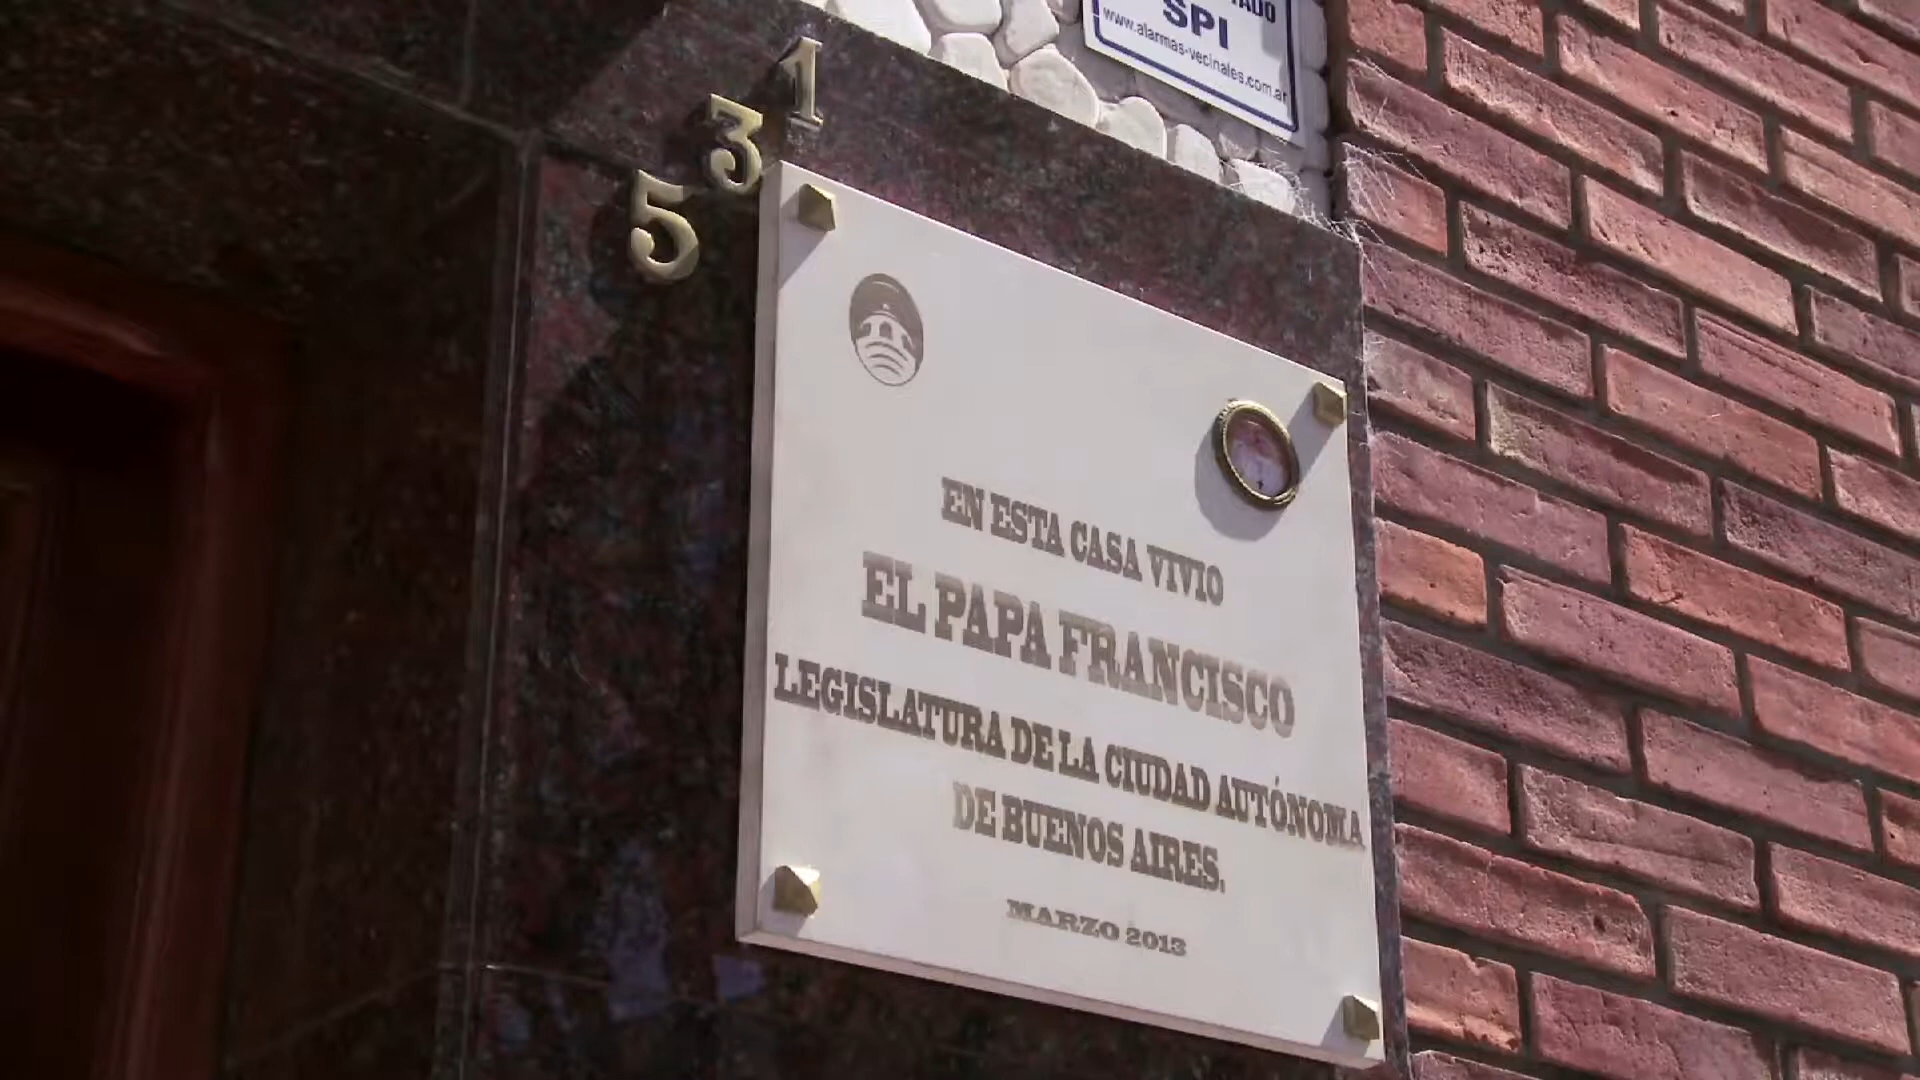 TADO
SPI
www.alarmas-vecinales.com.ar
531
EN ESTA CASA VIVIO
EL PAPA FRANCISCO
LEGISLATURA DE LA CIUDAD AUTÓNOMA
DE BUENOS AIRES.
MARZO 2013